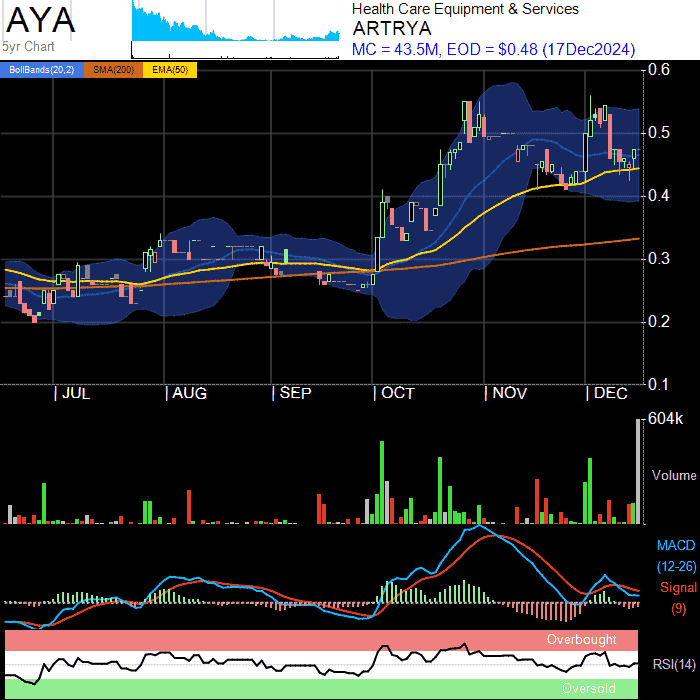 AYA
5yr Chart
Health Care Equipment & Services
ARTRYA
MC = 43.5M, EOD = $0.48 (17Dec2024)
BollBands(20,2) SMA(200) EMA(50)
0.6
0.5
0.4
0.3
0.2
0.1
| JUL | AUG | SEP | OCT | NOV | DEC
604k
Volume
MACD
(12-26)
Signal
(9)
Overbought
RSI(14)
Oversold